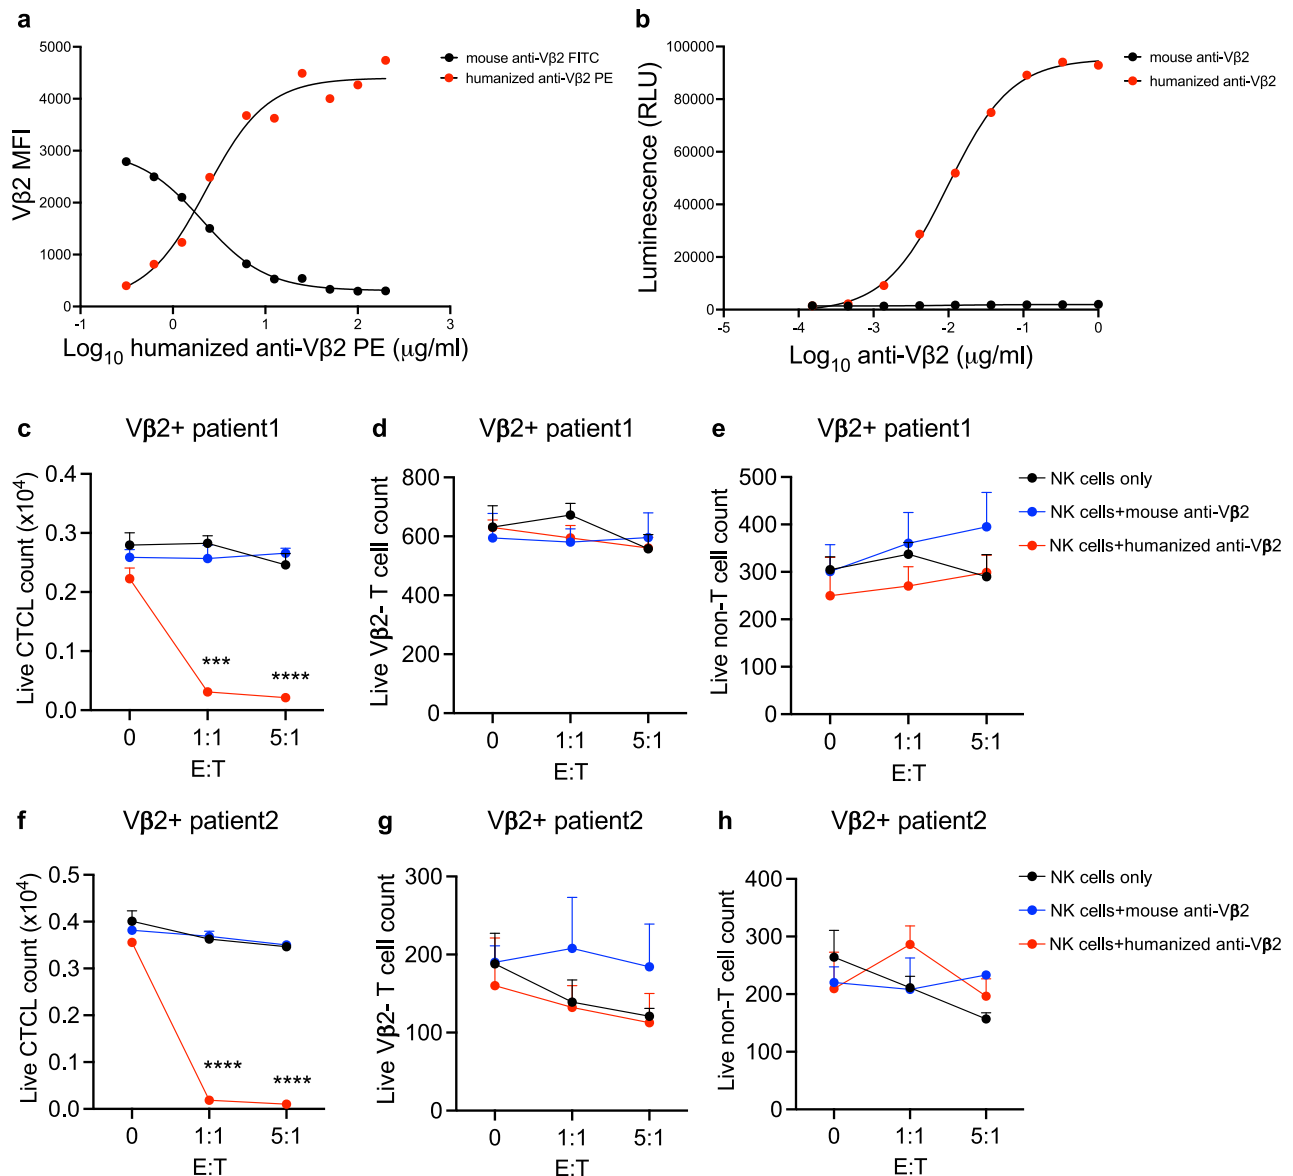 a
5000
4000
3000
2000
1000
0
-1 0 1 2 3
Vβ2 MFI
Log10 humanized anti-Vβ2 PE (μg/ml)
mouse anti-Vβ2 FITC
humanized anti-Vβ2 PE
b
100000
80000
60000
40000
20000
0
-5 -4 -3 -2 -1 0
Luminescence (RLU)
Log10 anti-Vβ2 (μg/ml)
mouse anti-Vβ2
humanized anti-Vβ2
c
Vβ2+ patient1
Live CTCL count (x10⁴)
0.4
0.3
0.2
0.1
0.0
***
****
0 1:1 5:1
E:T
d
Vβ2+ patient1
Live Vβ2- T cell count
800
600
400
200
0
0 1:1 5:1
E:T
e
Vβ2+ patient1
Live non-T cell count
500
400
300
200
100
0
0 1:1 5:1
E:T
NK cells only
NK cells+mouse anti-Vβ2
NK cells+humanized anti-Vβ2
f
Vβ2+ patient2
Live CTCL count (x10⁴)
0.5
0.4
0.3
0.2
0.1
0.0
****
****
0 1:1 5:1
E:T
g
Vβ2+ patient2
Live Vβ2- T cell count
300
200
100
0
0 1:1 5:1
E:T
h
Vβ2+ patient2
Live non-T cell count
400
300
200
100
0
0 1:1 5:1
E:T
NK cells only
NK cells+mouse anti-Vβ2
NK cells+humanized anti-Vβ2